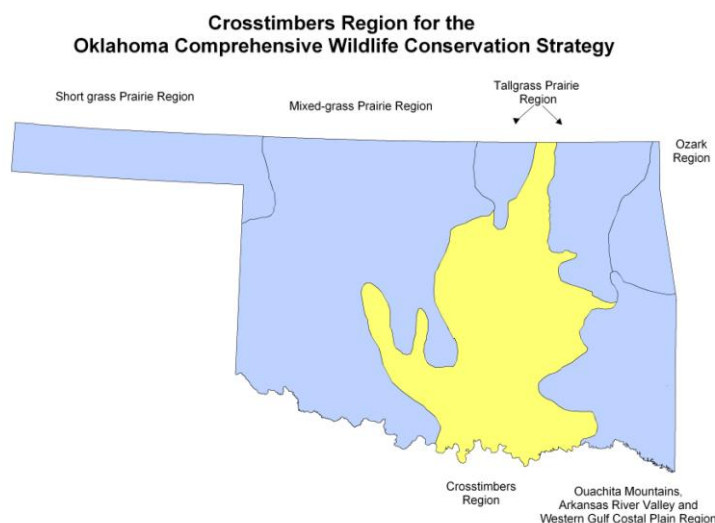 Crosstimbers Region for the
Oklahoma Comprehensive Wildlife Conservation Strategy
Short grass Prairie Region
Mixed-grass Prairie Region
Tallgrass Prairie
Region
Ozark
Region
Crosstimbers
Region
Ouachita Mountains,
Arkansas River Valley and
Western Gulf Costal Plain Region